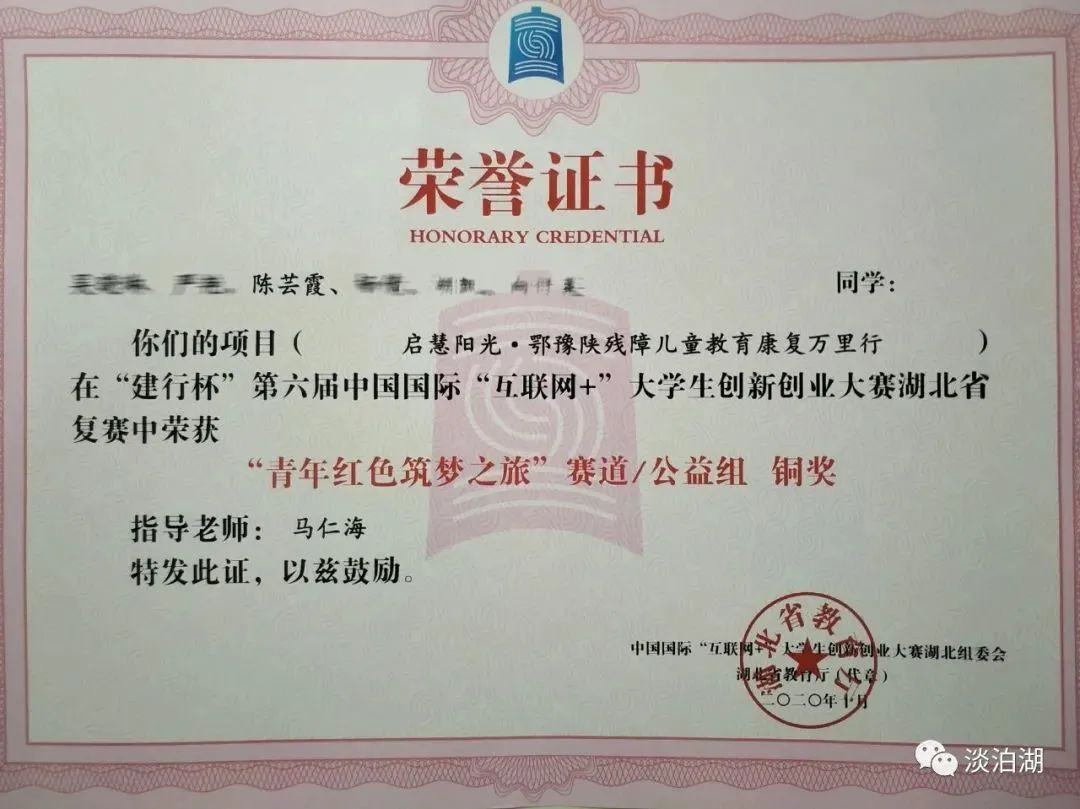 荣誉证书
HONORARY CREDENTIAL
陈芸霞、 同学：
你们的项目（ 启慧阳光·鄂豫陕残障儿童教育康复万里行 ）
在“建行杯”第六届中国国际“互联网+”大学生创新创业大赛湖北省
复赛中荣获
“青年红色筑梦之旅”赛道/公益组 铜奖
指导老师： 马仁海
特发此证，以兹鼓励。
中国国际“互联网+”大学生创新创业大赛湖北组委会
湖北省教育厅（代章）
二〇二〇年十月
湖北省教育厅
淡泊湖